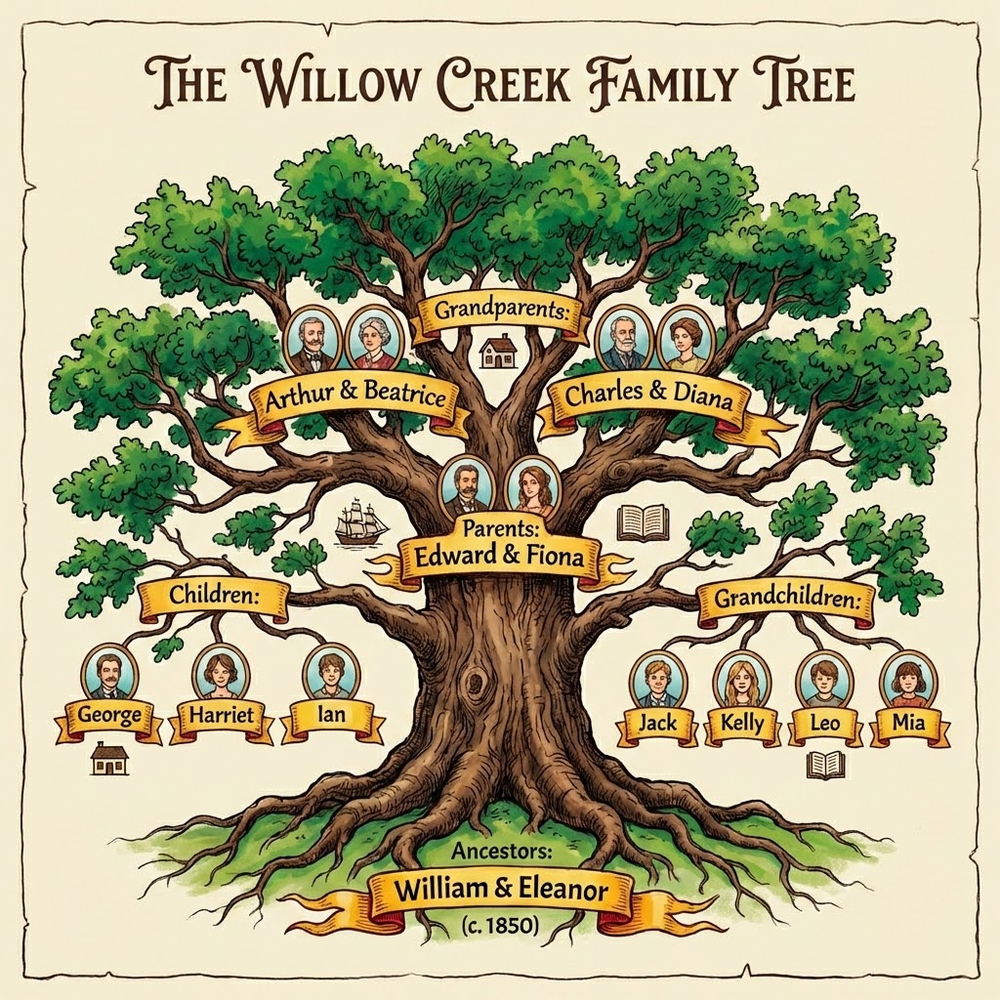 The Willow Creek Family Tree
Grandparents:
Arthur & Beatrice
Charles & Diana
Parents:
Edward & Fiona
Children:
Grandchildren:
George
Harriet
Ian
Jack
Kelly
Leo
Mia
Ancestors:
William & Eleanor
(c. 1850)